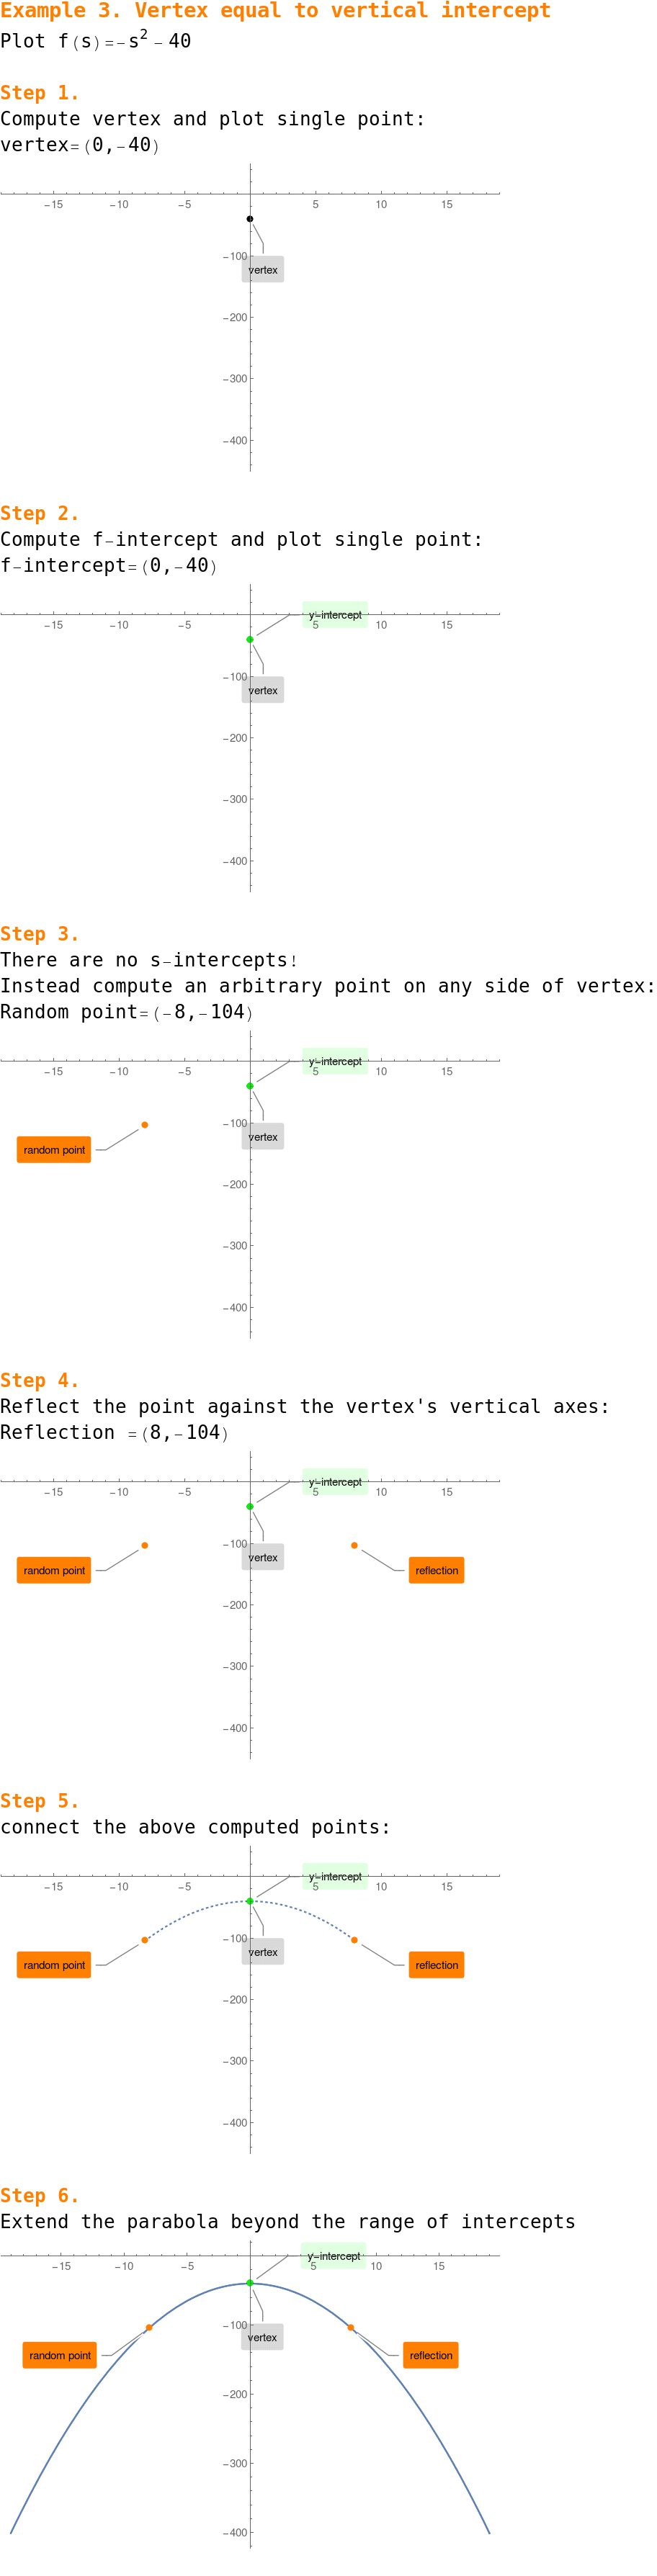 Example 3. Vertex equal to vertical intercept
Plot f(s)=-s² - 40
Step 1.
Compute vertex and plot single point:
vertex=(0,-40)
-15 -10 -5 5 10 15
-100
vertex
-200
-300
-400
Step 2.
Compute f-intercept and plot single point:
f-intercept=(0,-40)
y-intercept
-15 -10 -5 5 10 15
-100
vertex
-200
-300
-400
Step 3.
There are no s-intercepts!
Instead compute an arbitrary point on any side of vertex:
Random point=(-8,-104)
y-intercept
-15 -10 -5 5 10 15
-100
vertex
random point
-200
-300
-400
Step 4.
Reflect the point against the vertex's vertical axes:
Reflection =(8,-104)
y-intercept
-15 -10 -5 5 10 15
-100
vertex
random point reflection
-200
-300
-400
Step 5.
connect the above computed points:
y-intercept
-15 -10 -5 5 10 15
-100
vertex
random point reflection
-200
-300
-400
Step 6.
Extend the parabola beyond the range of intercepts
y-intercept
-15 -10 -5 5 10 15
-100
vertex
random point reflection
-200
-300
-400